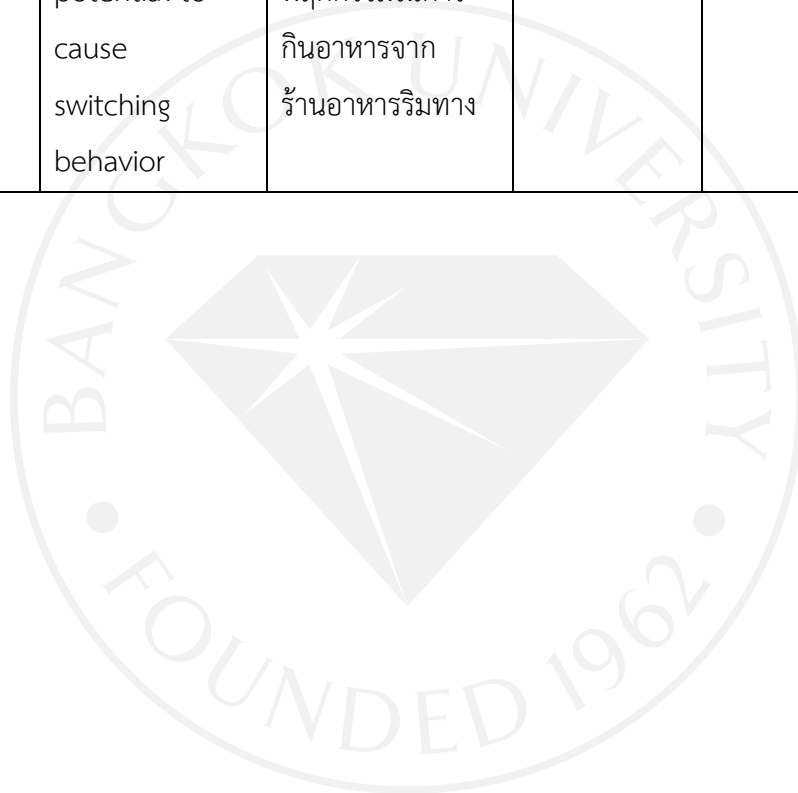 cause
switching
behavior
กินอาหารจาก
ร้านอาหารริมทาง
BANGKOK UNIVERSITY
FOUNDED 1962